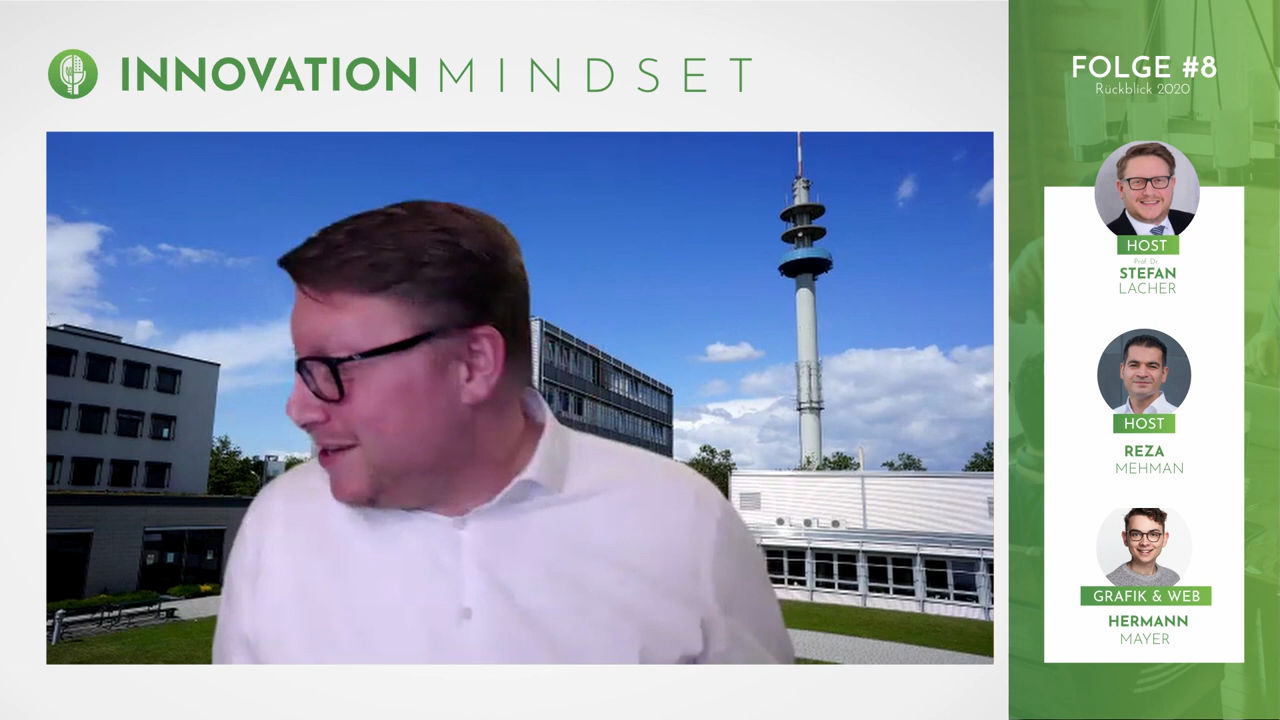 INNOVATION MINDSET
FOLGE #8
Rückblick 2020
HOST
Prof. Dr.
STEFAN
LACHER
HOST
REZA
MEHMAN
GRAFIK & WEB
HERMANN
MAYER